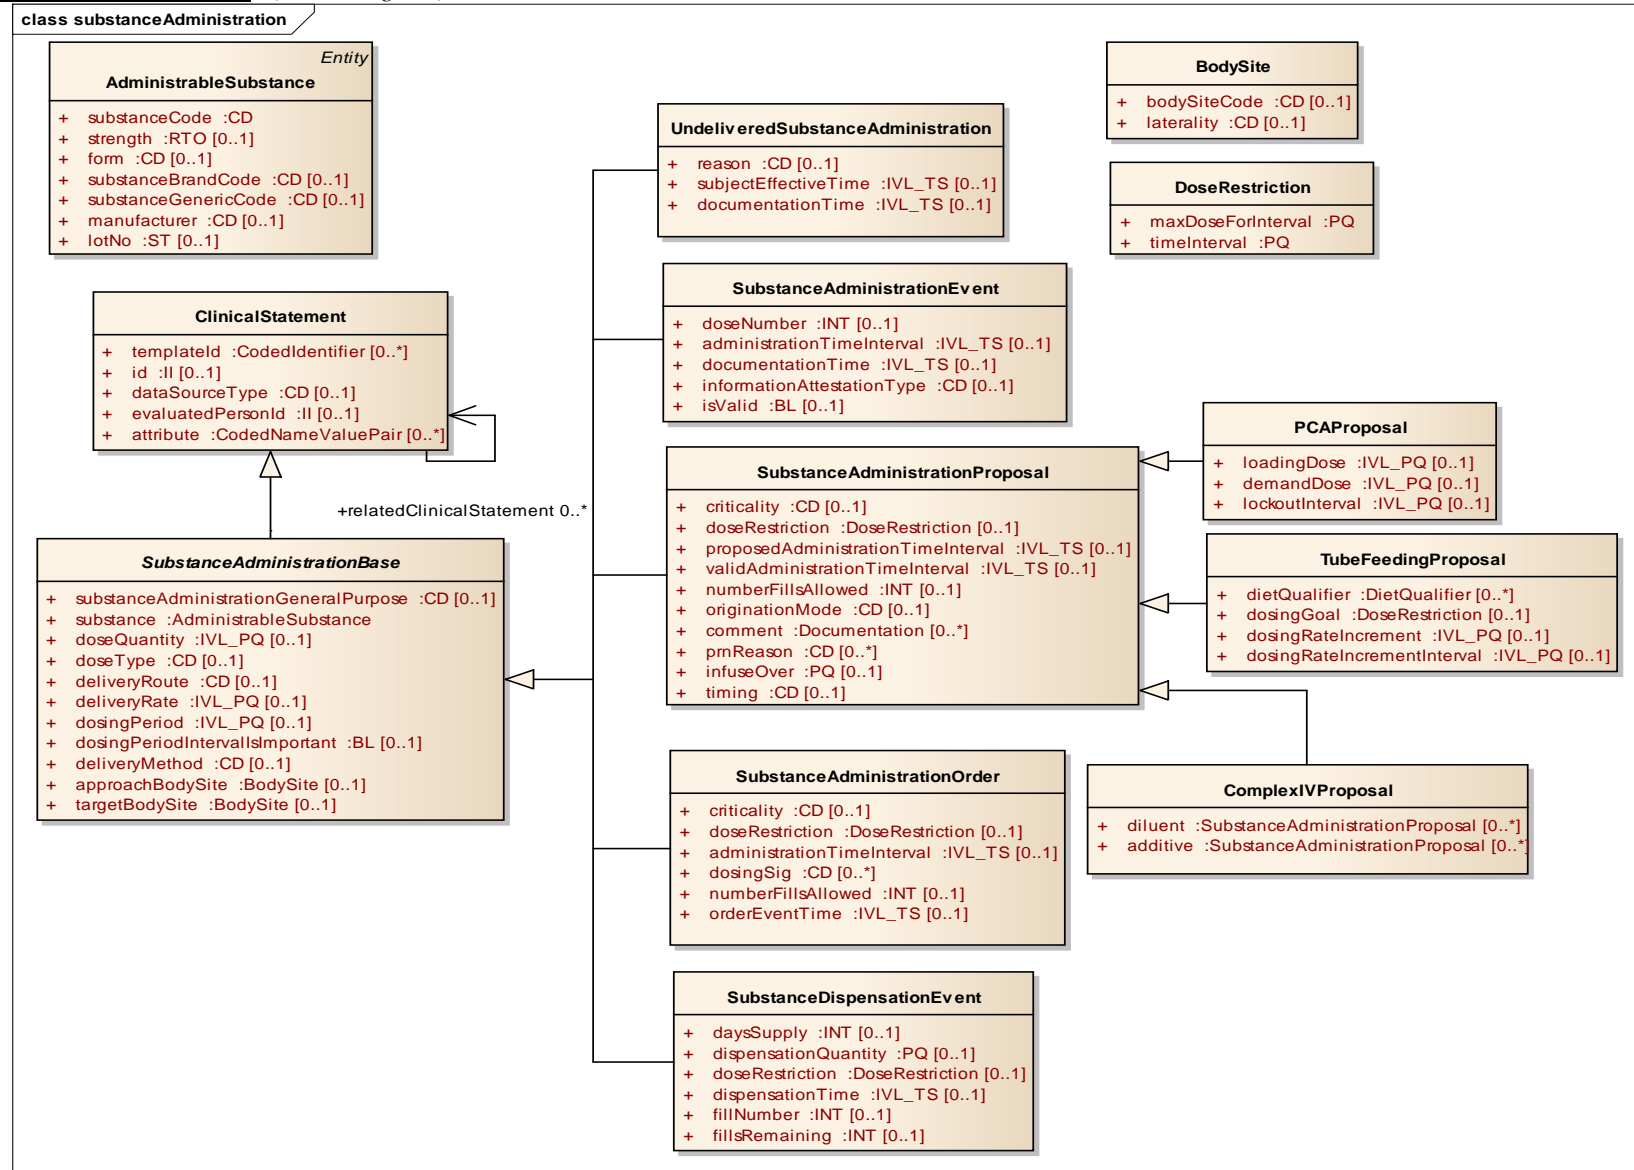 class substanceAdministration
Entity
AdministrableSubstance
+ substanceCode :CD
+ strength :RTO [0..1]
+ form :CD [0..1]
+ substanceBrandCode :CD [0..1]
+ substanceGenericCode :CD [0..1]
+ manufacturer :CD [0..1]
+ lotNo :ST [0..1]
ClinicalStatement
+ templateId :CodedIdentifier [0..*]
+ id :II [0..1]
+ dataSourceType :CD [0..1]
+ evaluatedPersonId :II [0..1]
+ attribute :CodedNameValuePair [0..*]
+relatedClinicalStatement 0..*
SubstanceAdministrationBase
+ substanceAdministrationGeneralPurpose :CD [0..1]
+ substance :AdministrableSubstance
+ doseQuantity :IVL_PQ [0..1]
+ doseType :CD [0..1]
+ deliveryRoute :CD [0..1]
+ deliveryRate :IVL_PQ [0..1]
+ dosingPeriod :IVL_PQ [0..1]
+ dosingPeriodIntervalIsImportant :BL [0..1]
+ deliveryMethod :CD [0..1]
+ approachBodySite :BodySite [0..1]
+ targetBodySite :BodySite [0..1]
UndeliveredSubstanceAdministration
+ reason :CD [0..1]
+ subjectEffectiveTime :IVL_TS [0..1]
+ documentationTime :IVL_TS [0..1]
SubstanceAdministrationEvent
+ doseNumber :INT [0..1]
+ administrationTimeInterval :IVL_TS [0..1]
+ documentationTime :IVL_TS [0..1]
+ informationAttestationType :CD [0..1]
+ isValid :BL [0..1]
SubstanceAdministrationProposal
+ criticality :CD [0..1]
+ doseRestriction :DoseRestriction [0..1]
+ proposedAdministrationTimeInterval :IVL_TS [0..1]
+ validAdministrationTimeInterval :IVL_TS [0..1]
+ numberFillsAllowed :INT [0..1]
+ originationMode :CD [0..1]
+ comment :Documentation [0..*]
+ prnReason :CD [0..*]
+ infuseOver :PQ [0..1]
+ timing :CD [0..1]
SubstanceAdministrationOrder
+ criticality :CD [0..1]
+ doseRestriction :DoseRestriction [0..1]
+ administrationTimeInterval :IVL_TS [0..1]
+ dosingSig :CD [0..*]
+ numberFillsAllowed :INT [0..1]
+ orderEventTime :IVL_TS [0..1]
SubstanceDispensationEvent
+ daysSupply :INT [0..1]
+ dispensationQuantity :PQ [0..1]
+ doseRestriction :DoseRestriction [0..1]
+ dispensationTime :IVL_TS [0..1]
+ fillNumber :INT [0..1]
+ fillsRemaining :INT [0..1]
BodySite
+ bodySiteCode :CD [0..1]
+ laterality :CD [0..1]
DoseRestriction
+ maxDoseForInterval :PQ
+ timeInterval :PQ
PCAProposal
+ loadingDose :IVL_PQ [0..1]
+ demandDose :IVL_PQ [0..1]
+ lockoutInterval :IVL_PQ [0..1]
TubeFeedingProposal
+ dietQualifier :DietQualifier [0..*]
+ dosingGoal :DoseRestriction [0..1]
+ dosingRateIncrement :IVL_PQ [0..1]
+ dosingRateIncrementInterval :IVL_PQ [0..1]
ComplexIVProposal
+ diluent :SubstanceAdministrationProposal [0..*]
+ additive :SubstanceAdministrationProposal [0..*]